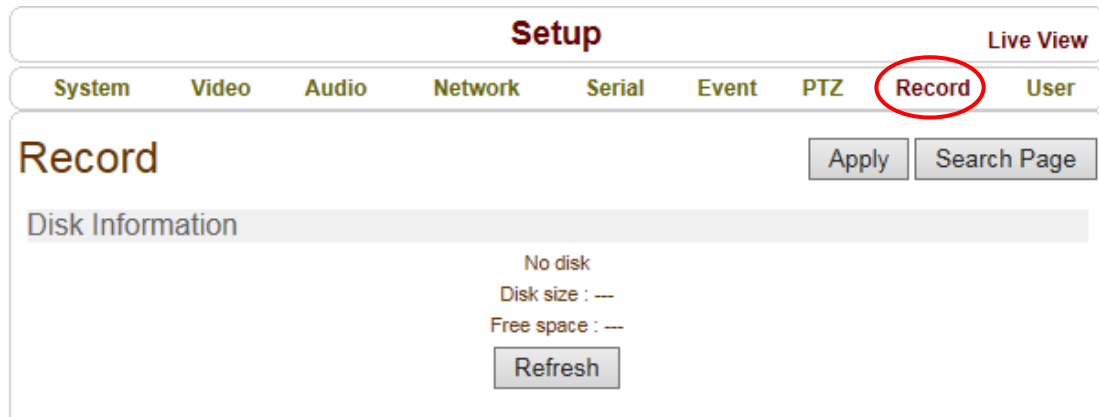 Setup
Live View
System Video Audio Network Serial Event PTZ Record User
Record
Apply Search Page
Disk Information
No disk
Disk size : ---
Free space : ---
Refresh